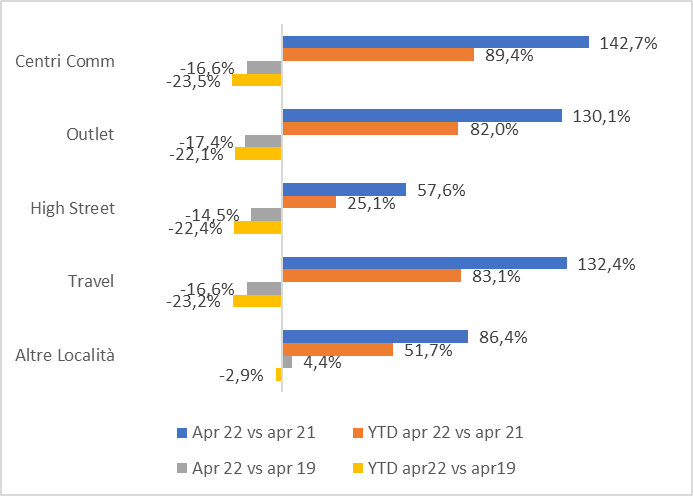 Centri Comm
142,7%
89,4%
-16,6%
-23,5%
Outlet
130,1%
82,0%
-17,4%
-22,1%
High Street
57,6%
25,1%
-14,5%
-22,4%
Travel
132,4%
83,1%
-16,6%
-23,2%
Altre Località
86,4%
51,7%
4,4%
-2,9%
Apr 22 vs apr 21
YTD apr 22 vs apr 21
Apr 22 vs apr 19
YTD apr22 vs apr19